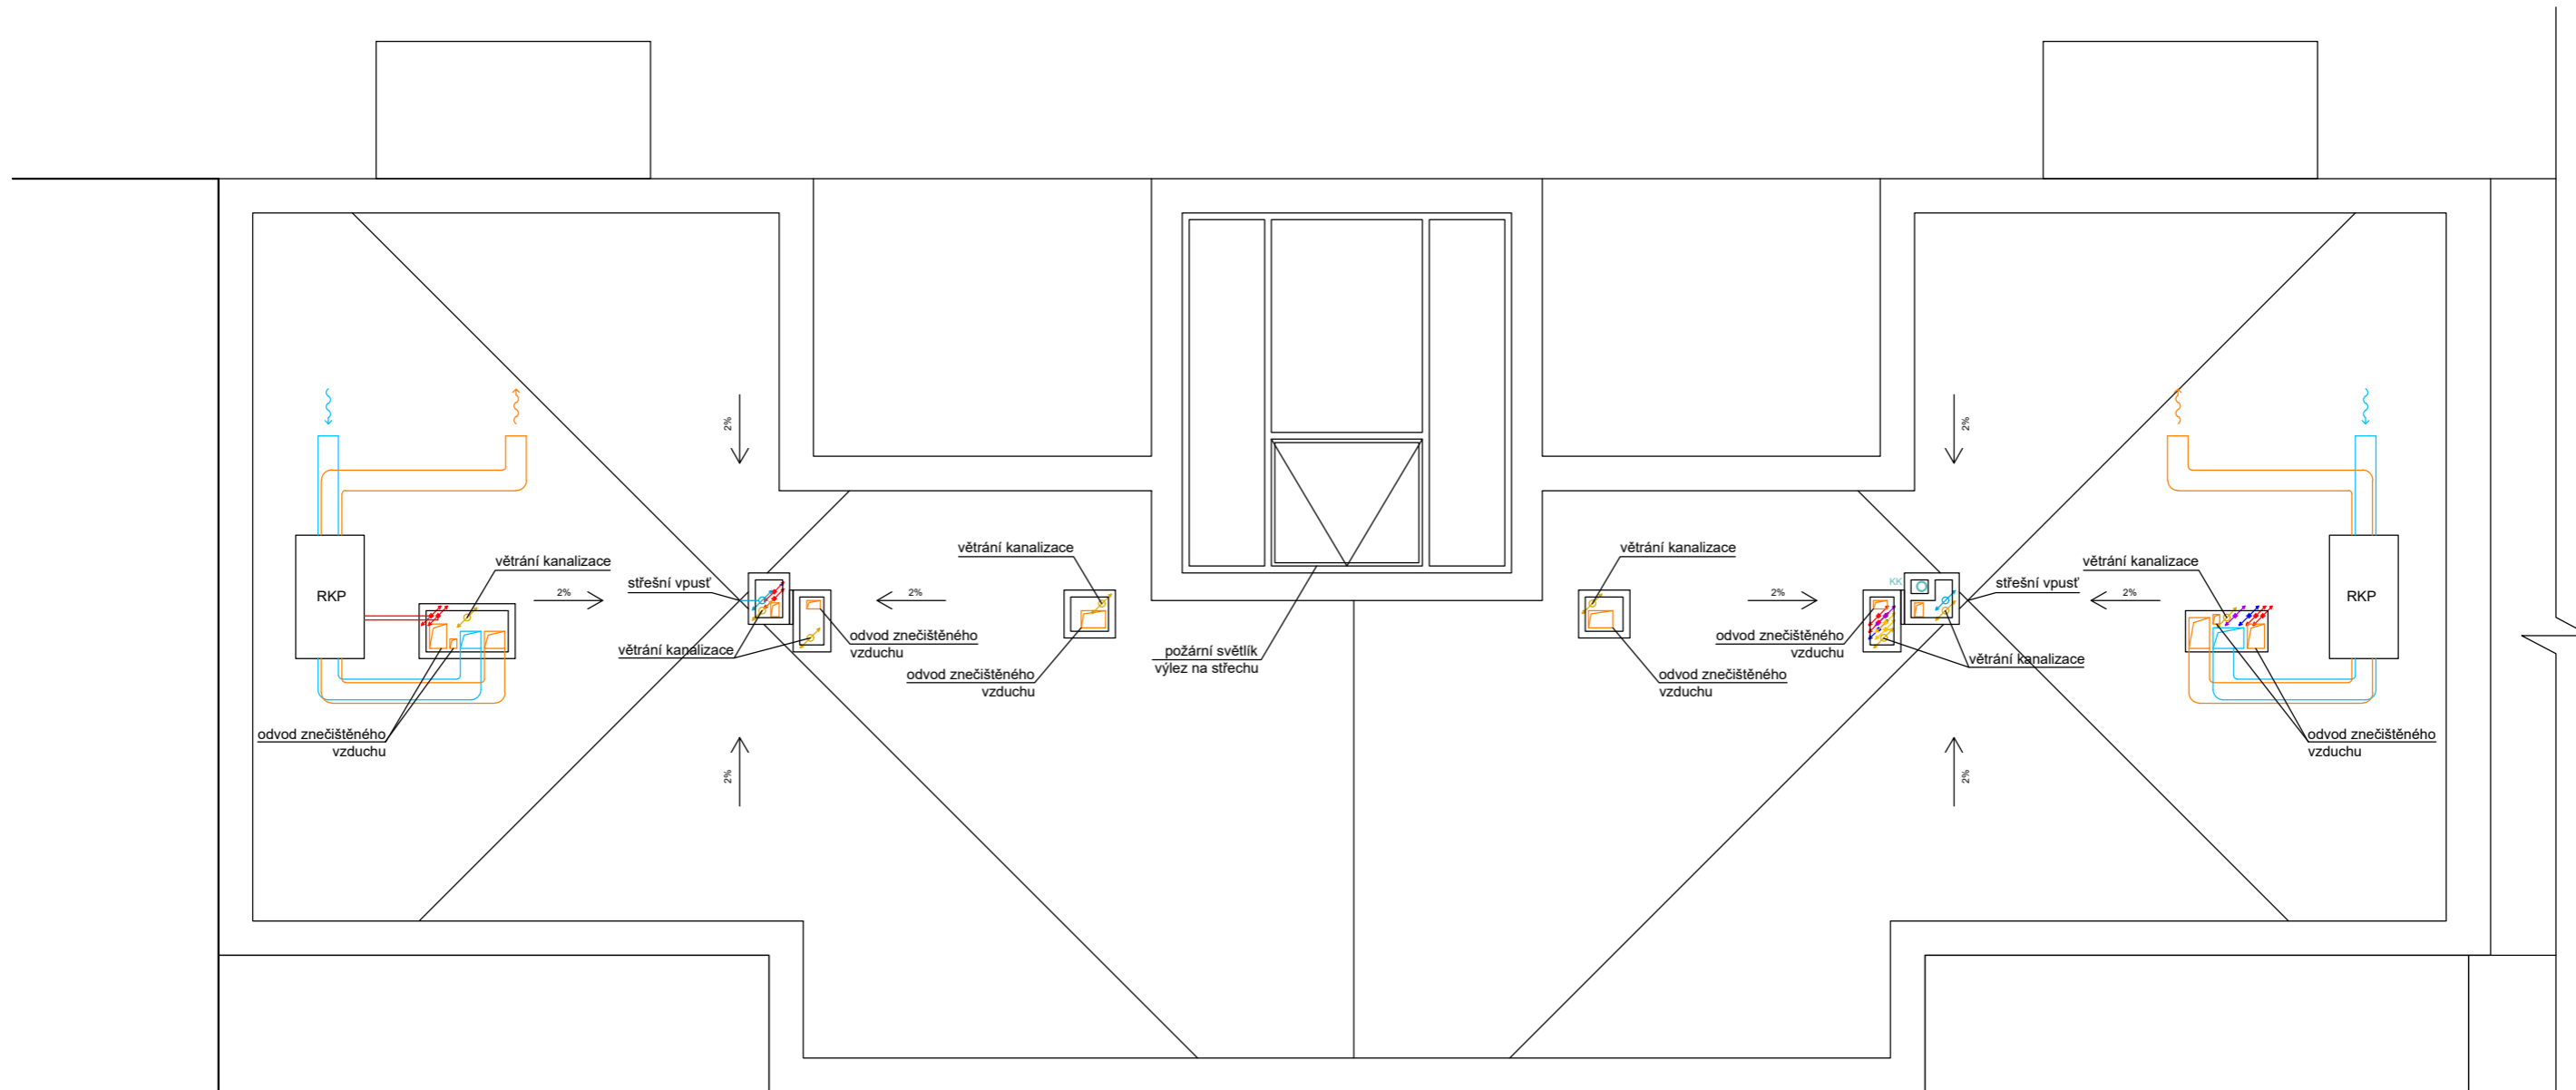 2%
2%
větrání kanalizace
větrání kanalizace
KK
větrání kanalizace
větrání kanalizace
střešní vpusť
střešní vpusť
RKP
2%
2%
2%
2%
RKP
větrání kanalizace
odvod znečištěného
vzduchu
požární světlík
výlez na střechu
odvod znečištěného
vzduchu
větrání kanalizace
odvod znečištěného
vzduchu
odvod znečištěného
vzduchu
odvod znečištěného
vzduchu
odvod znečištěného
vzduchu
2%
2%